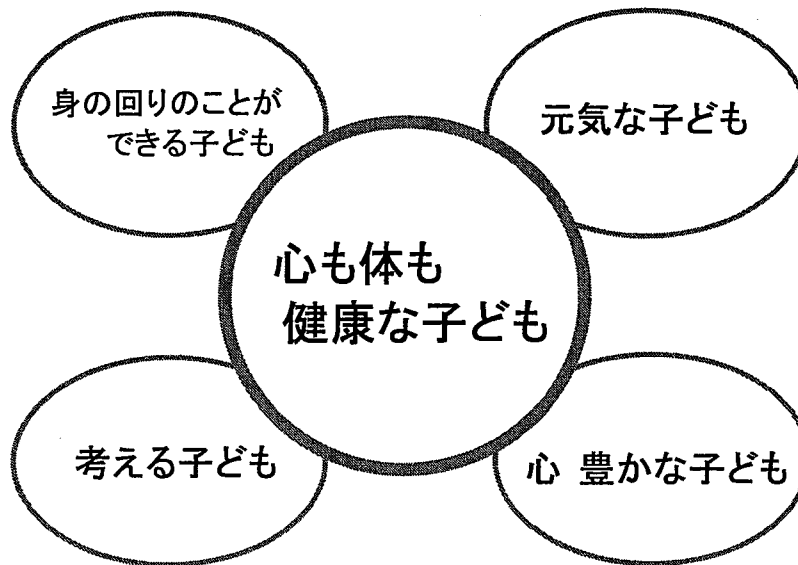 身の回りのことが
できる子ども
元気な子ども
心も体も
健康な子ども
考える子ども
心 豊かな子ども